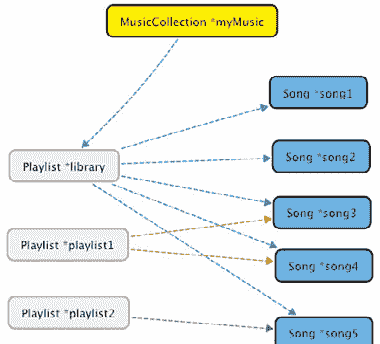 MusicCollection *myMusic
Song *song1
Song *song2
Playlist *library
Song *song3
Playlist *playlist1
Song *song4
Playlist *playlist2
Song *song5